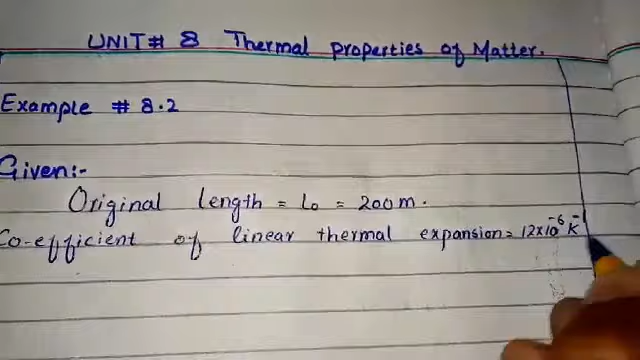 UNIT# 8 Thermal properties of Matter.
Example # 8.2
Given:-
Original length = L₀ = 200m.
Co-efficient of linear thermal expansion = 12x10⁻⁶ K⁻